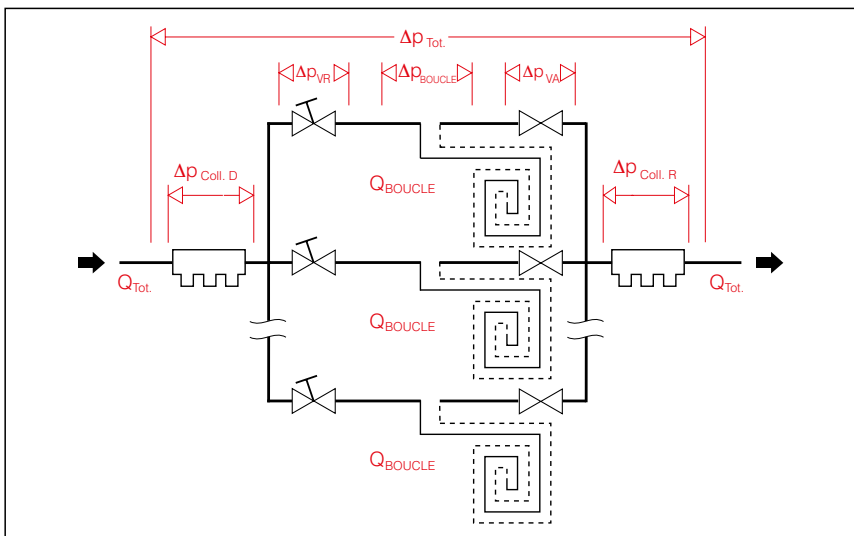 Δp Tot.
Δp VR Δp BOUCLE Δp VA
Δp Coll. D Q BOUCLE Δp Coll. R
Q Tot. Q Tot.
Q BOUCLE
Q BOUCLE